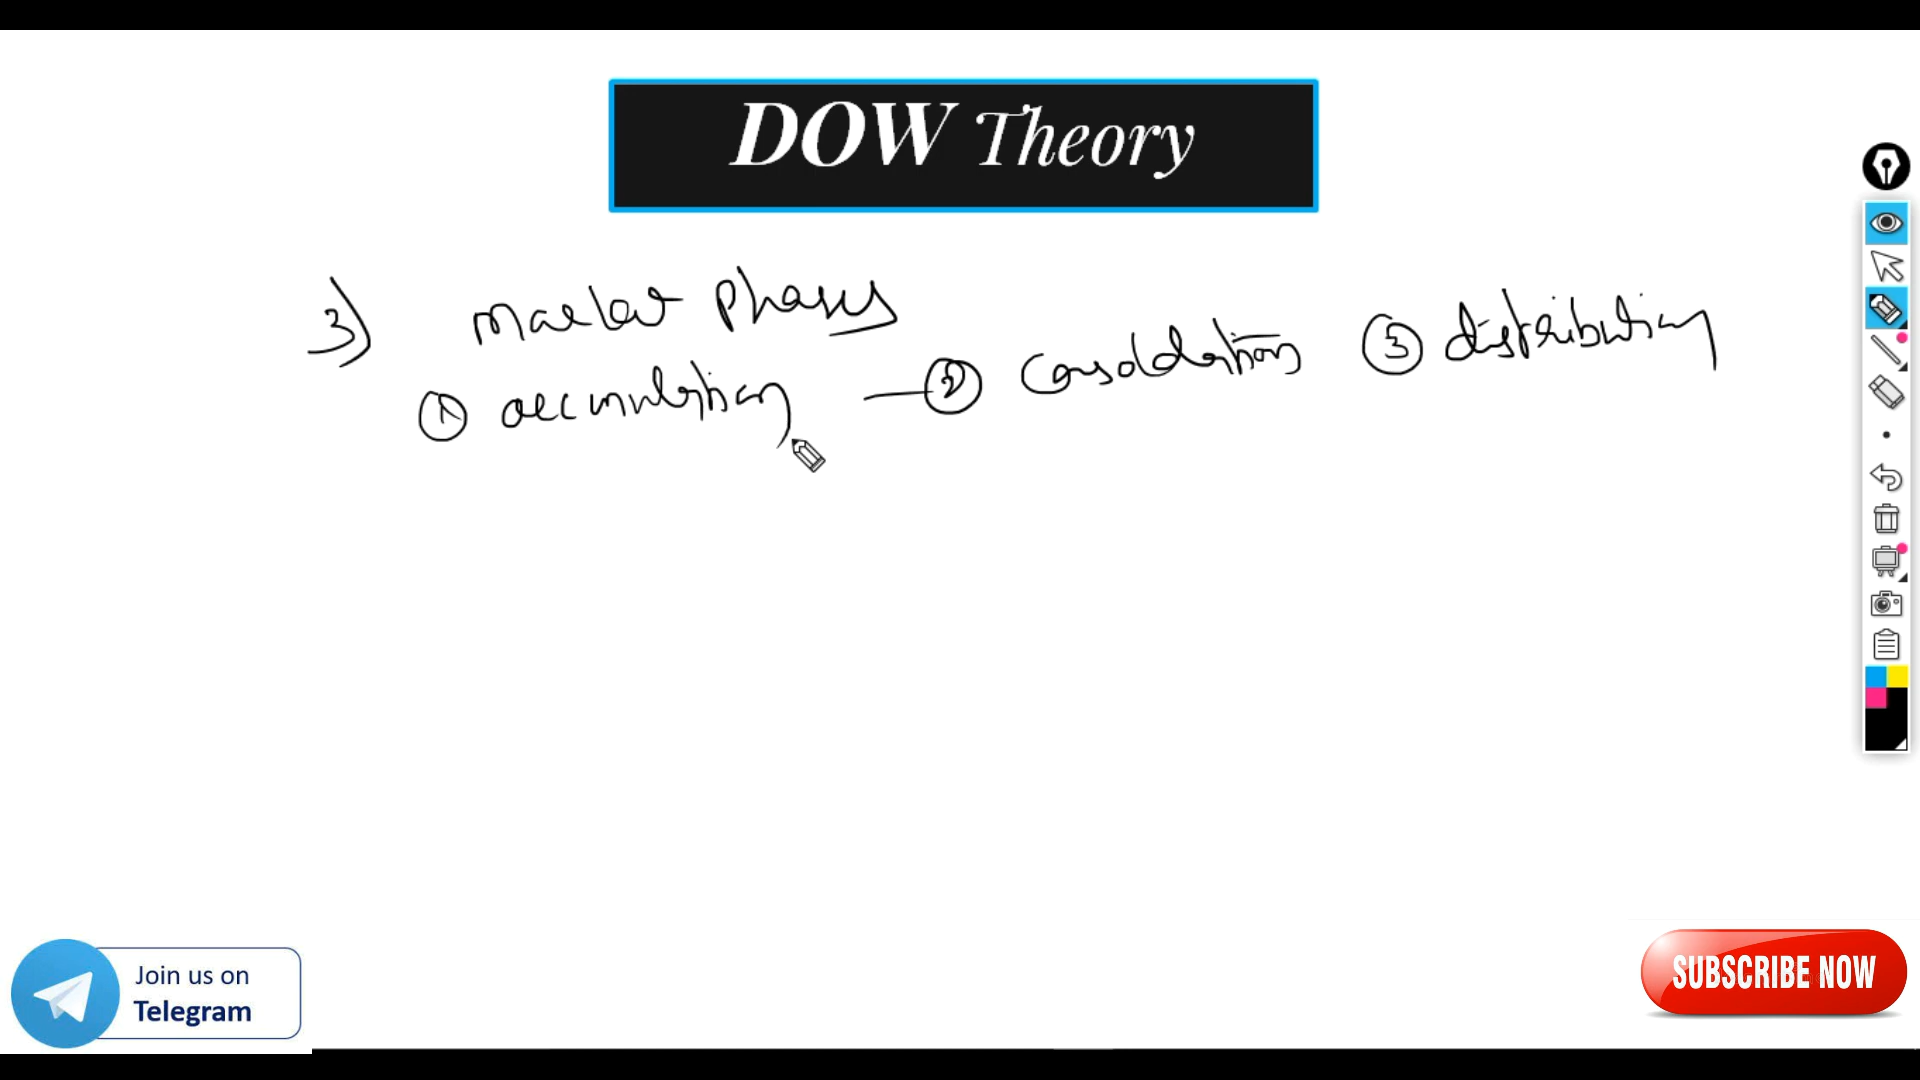 DOW Theory
3) Market Phases
① accumulation — ② consolidation ③ distribution
Join us on
Telegram
SUBSCRIBE NOW